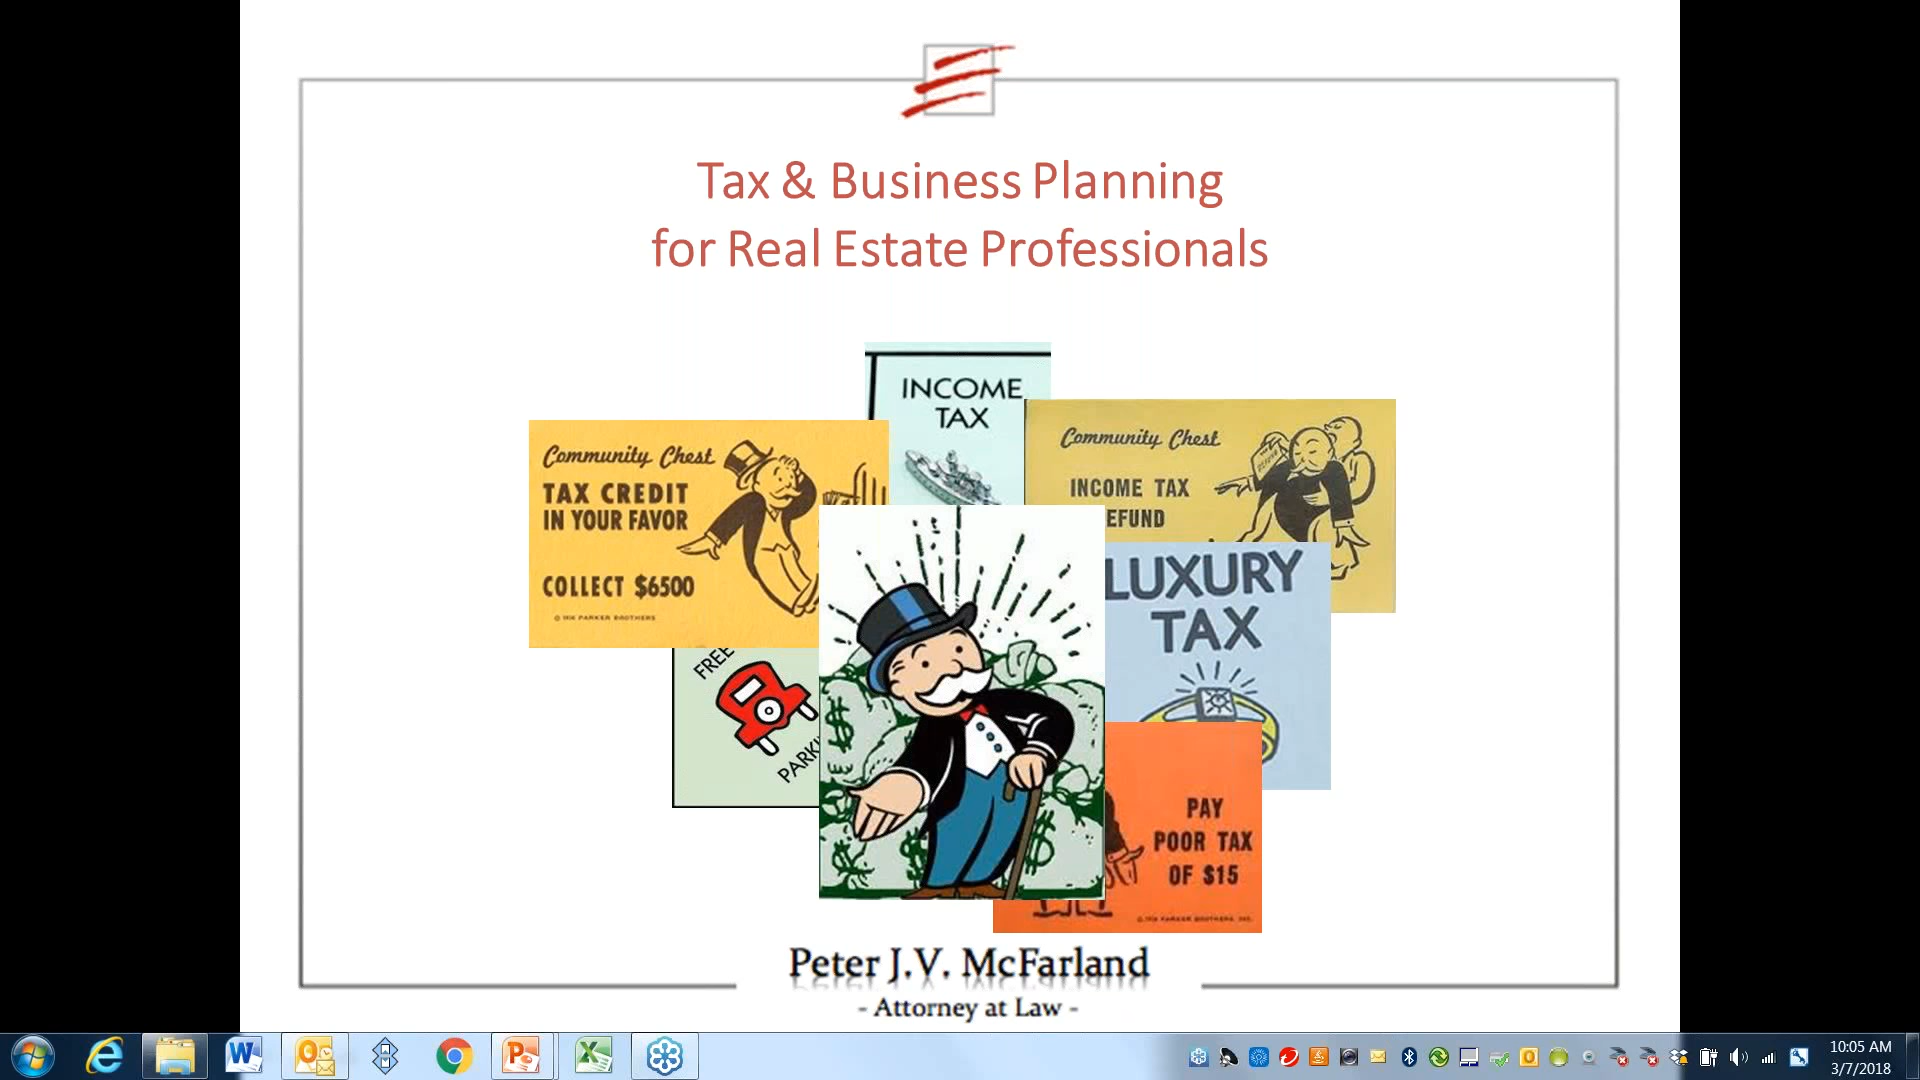 Tax & Business Planning
for Real Estate Professionals
INCOME
TAX
Community Chest
TAX CREDIT
IN YOUR FAVOR
COLLECT $6500
Community Chest
INCOME TAX
EFUND
LUXURY
TAX
FREE
PARKI
PAY
POOR TAX
OF $15
Peter J.V. McFarland
- Attorney at Law -
10:05 AM
3/7/2018